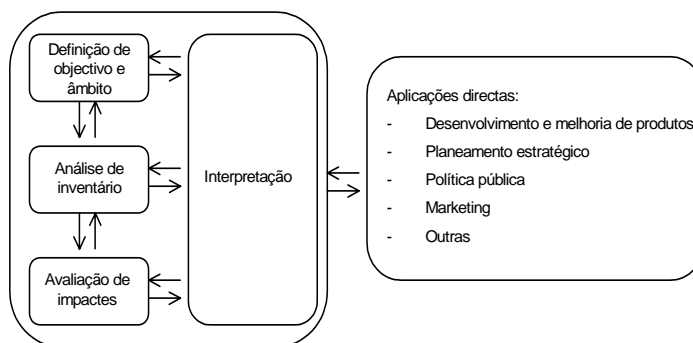 Definição de
objectivo e
âmbito
Análise de
inventário
Avaliação de
impactes
Interpretação
Aplicações directas:
- Desenvolvimento e melhoria de produtos
- Planeamento estratégico
- Política pública
- Marketing
- Outras